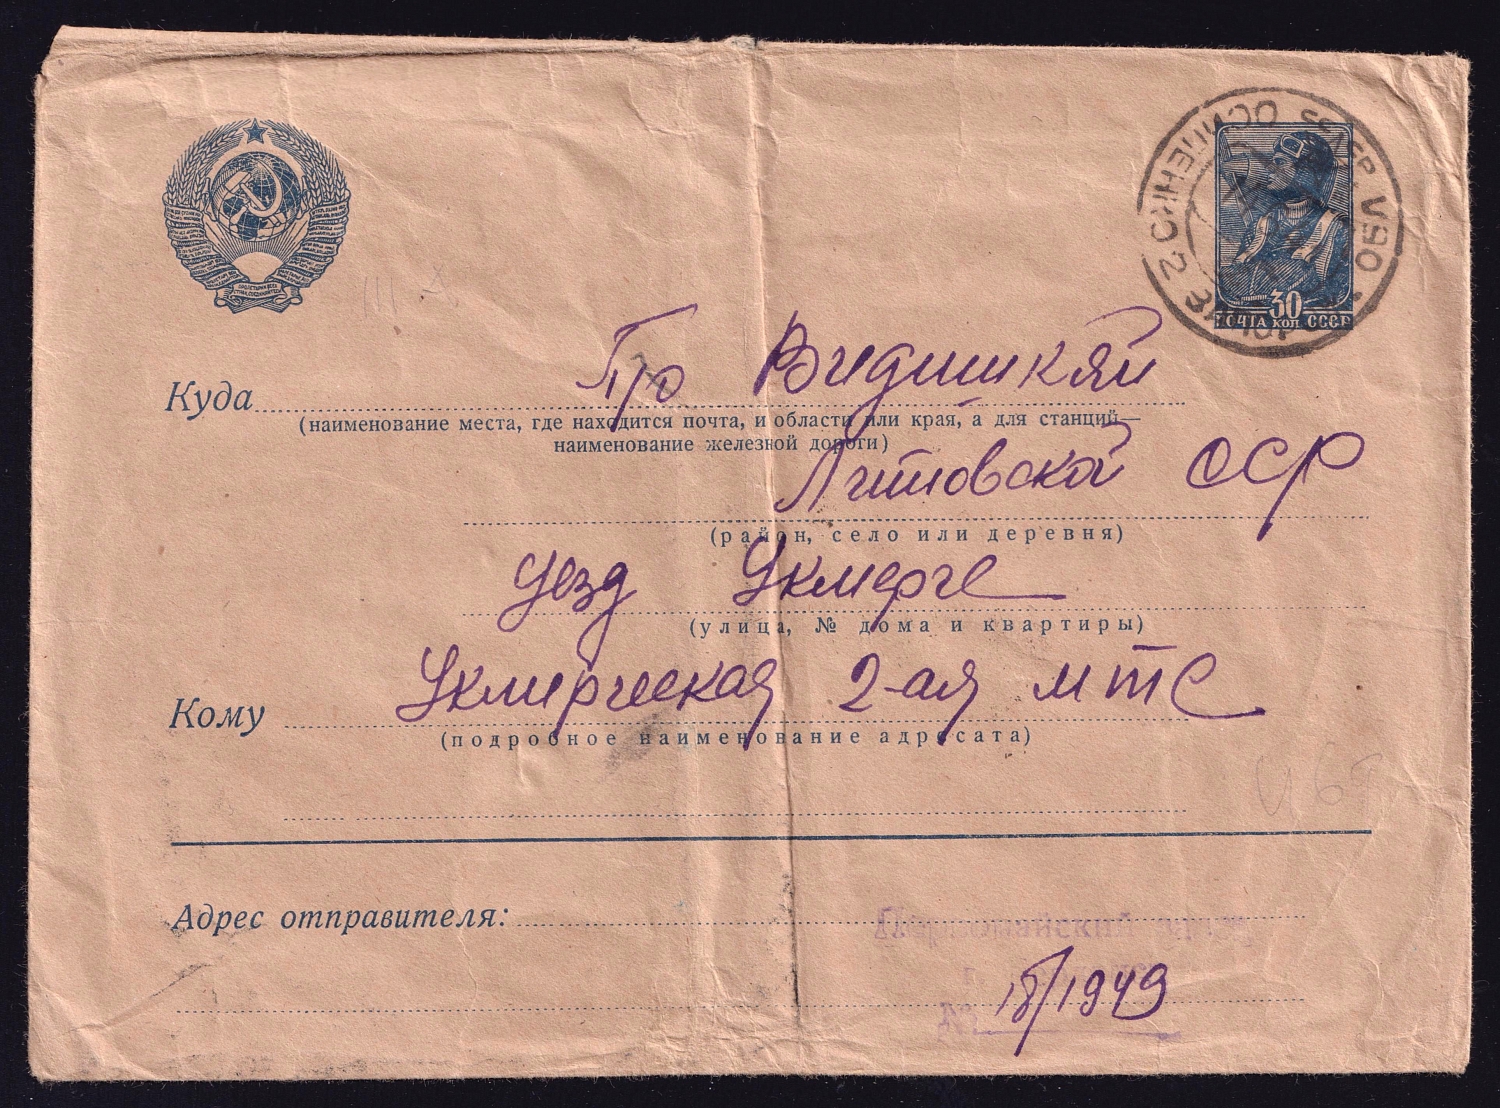 30
ПОЧТА КОП. СССР
П/о Видишкяй
Куда
(наименование места, где находится почта, и области или края, а для станций—
наименование железной дороги)
Литовской ССР
(район, село или деревня)
уезд Укмерге
(улица, № дома и квартиры)
Кому Укмиргеская 2-ая МТС
(подробное наименование адресата)
Адрес отправителя:
Первомайский
№ 18/1949